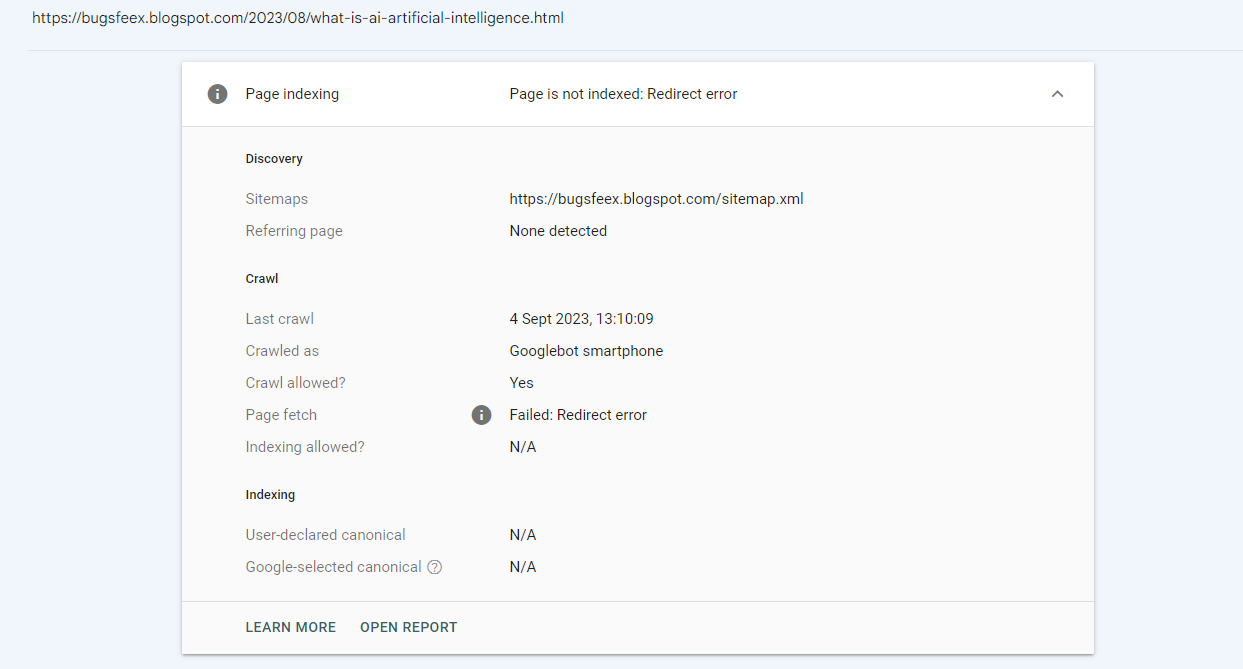 https://bugsfeex.blogspot.com/2023/08/what-is-ai-artificial-intelligence.html
Page indexing Page is not indexed: Redirect error
Discovery
Sitemaps https://bugsfeex.blogspot.com/sitemap.xml
Referring page None detected
Crawl
Last crawl 4 Sept 2023, 13:10:09
Crawled as Googlebot smartphone
Crawl allowed? Yes
Page fetch Failed: Redirect error
Indexing allowed? N/A
Indexing
User-declared canonical N/A
Google-selected canonical N/A
LEARN MORE OPEN REPORT